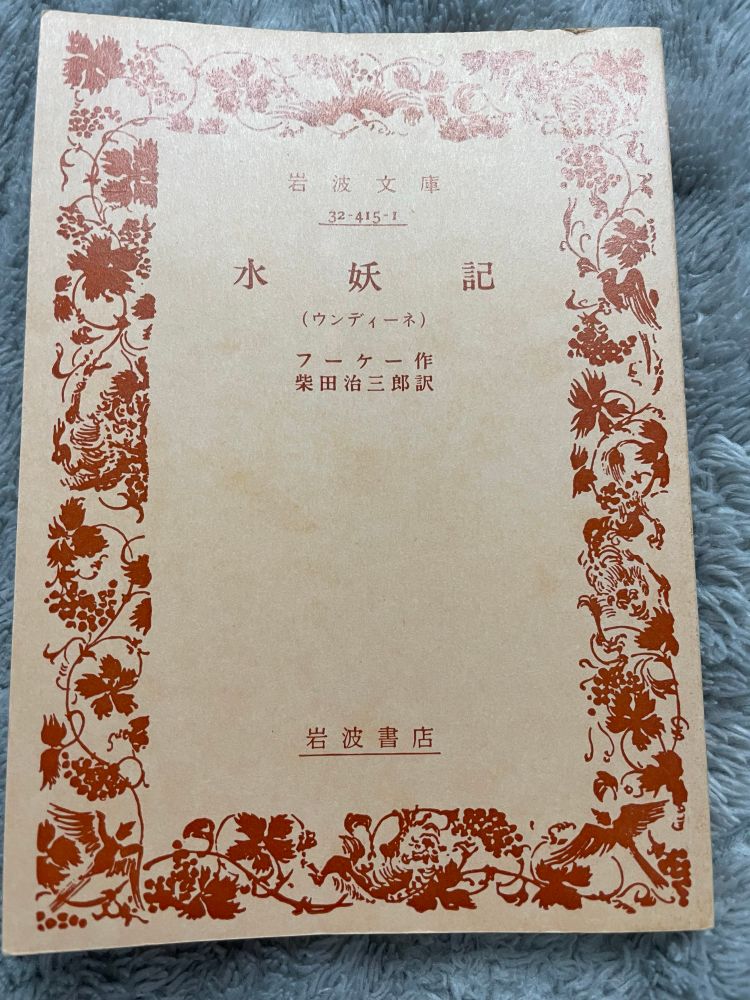 岩波文庫
32-415-1
水妖記
(ウンディーネ)
フーケー作
柴田治三郎訳
岩波書店